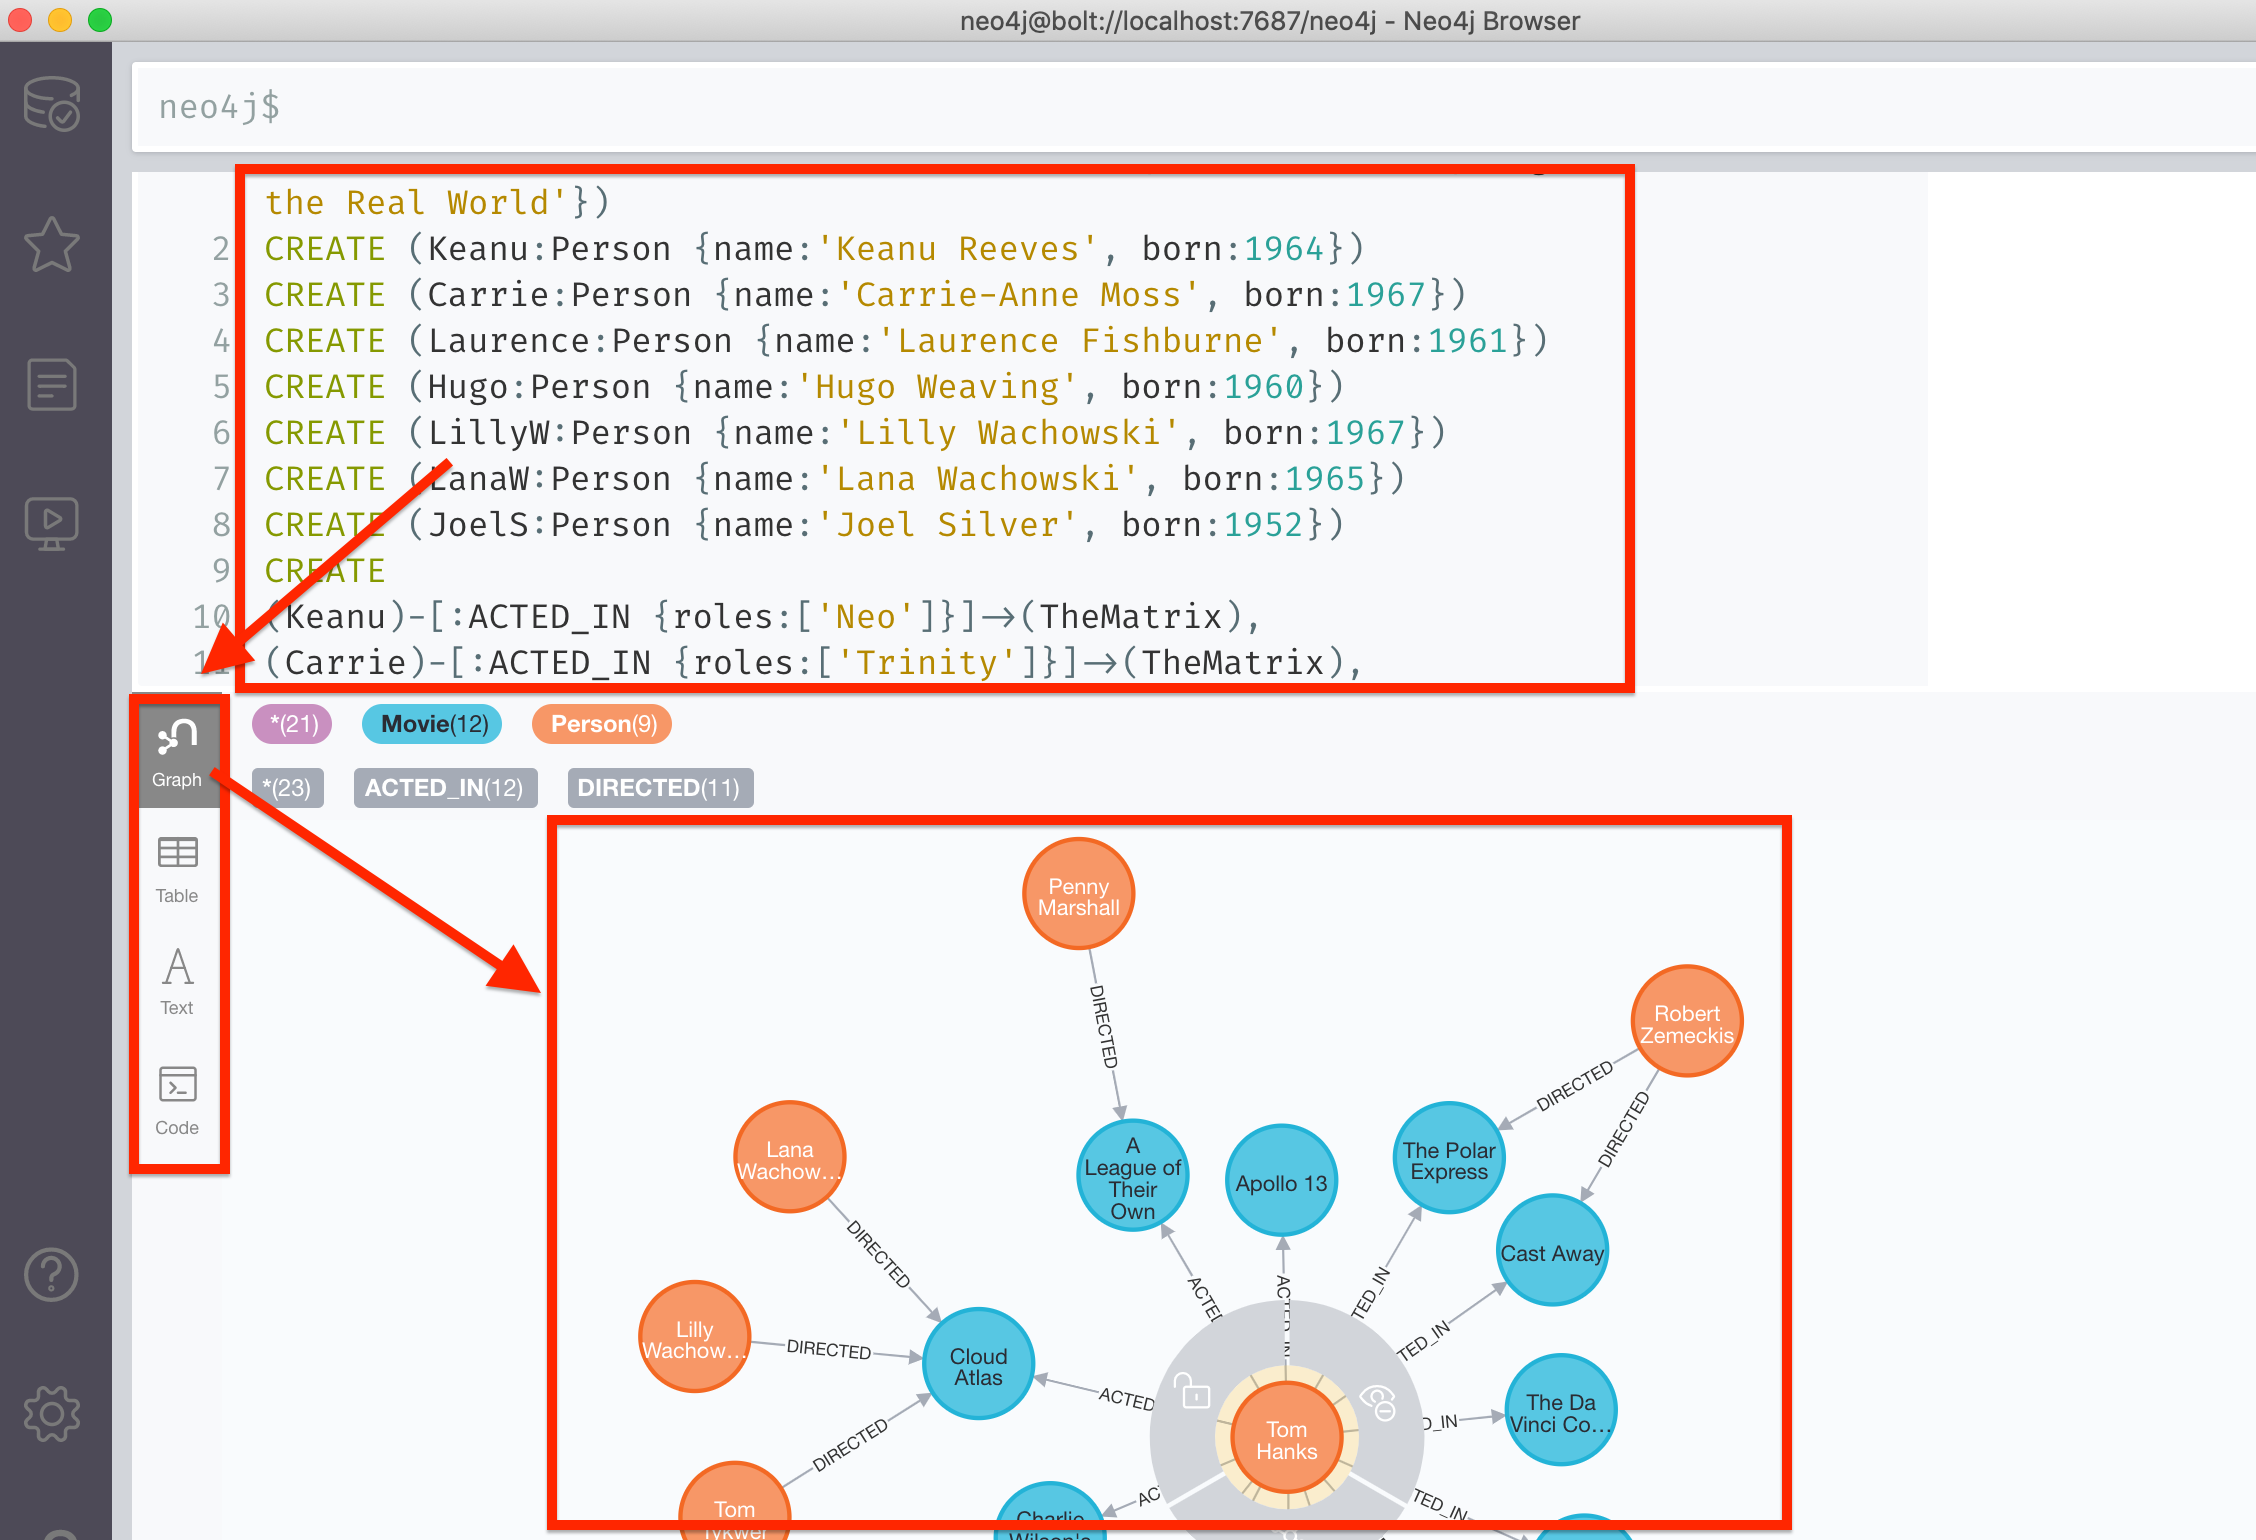 neo4j@bolt://localhost:7687/neo4j - Neo4j Browser
neo4j$
the Real World'})
2 CREATE (Keanu:Person {name:'Keanu Reeves', born:1964})
3 CREATE (Carrie:Person {name:'Carrie-Anne Moss', born:1967})
4 CREATE (Laurence:Person {name:'Laurence Fishburne', born:1961})
5 CREATE (Hugo:Person {name:'Hugo Weaving', born:1960})
6 CREATE (LillyW:Person {name:'Lilly Wachowski', born:1967})
7 CREATE (LanaW:Person {name:'Lana Wachowski', born:1965})
8 CREATE (JoelS:Person {name:'Joel Silver', born:1952})
9 CREATE
10 (Keanu)-[:ACTED_IN {roles:['Neo']}]->(TheMatrix),
11 (Carrie)-[:ACTED_IN {roles:['Trinity']}]->(TheMatrix),
*(21) Movie(12) Person(9)
*(23) ACTED_IN(12) DIRECTED(11)
Graph
Table
Text
Code
Penny
Marshall
DIRECTED
Robert
Zemeckis
DIRECTED
DIRECTED
Lana
Wachow...
DIRECTED
A
League of
Their
Own
Apollo 13
The Polar
Express
Cast Away
ACTED
TED_IN
TED_IN
Lilly
Wachow...
DIRECTED
Cloud
Atlas
ACTED
Tom
Hanks
D_IN
The Da
Vinci Co...
DIRECTED
Tom
Tykwer
AC
Charlie
Wilson's
TED_IN